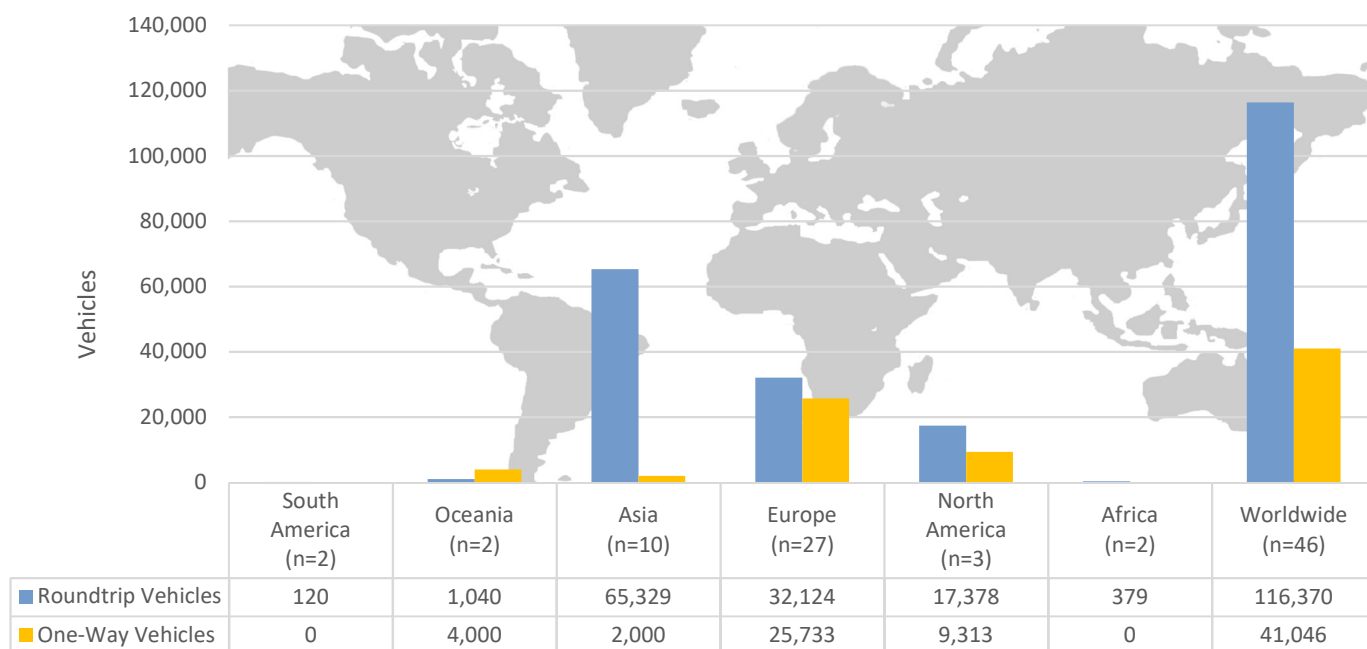 140,000
120,000
100,000
80,000
60,000
40,000
20,000
0
Vehicles
South America (n=2)
Oceania (n=2)
Asia (n=10)
Europe (n=27)
North America (n=3)
Africa (n=2)
Worldwide (n=46)
Roundtrip Vehicles 120 1,040 65,329 32,124 17,378 379 116,370
One-Way Vehicles 0 4,000 2,000 25,733 9,313 0 41,046